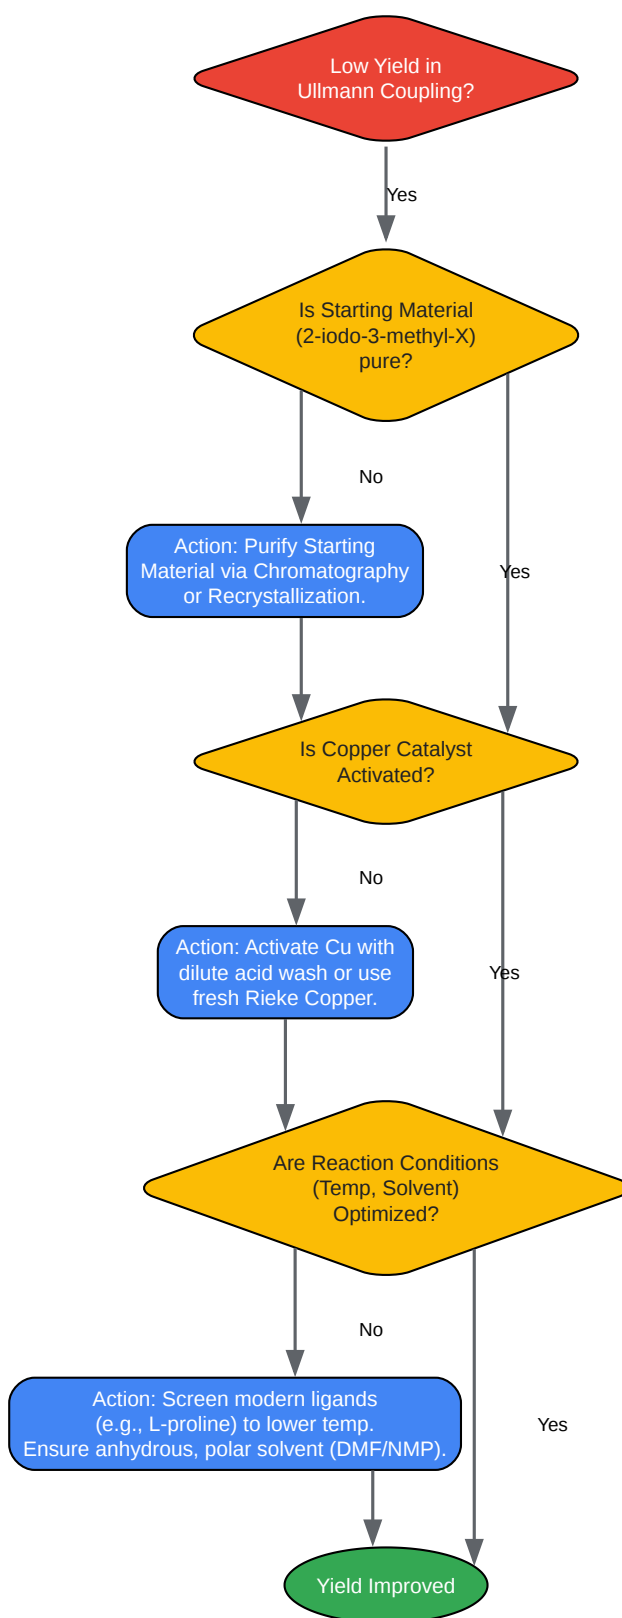 Low Yield in
Ullmann Coupling?
Yes
Is Starting Material
(2-iodo-3-methyl-X)
pure?
No
Action: Purify Starting
Material via Chromatography
or Recrystallization.
Yes
Is Copper Catalyst
Activated?
No
Action: Activate Cu with
dilute acid wash or use
fresh Rieke Copper.
Yes
Are Reaction Conditions
(Temp, Solvent)
Optimized?
No
Action: Screen modern ligands
(e.g., L-proline) to lower temp.
Ensure anhydrous, polar solvent (DMF/NMP).
Yes
Yield Improved